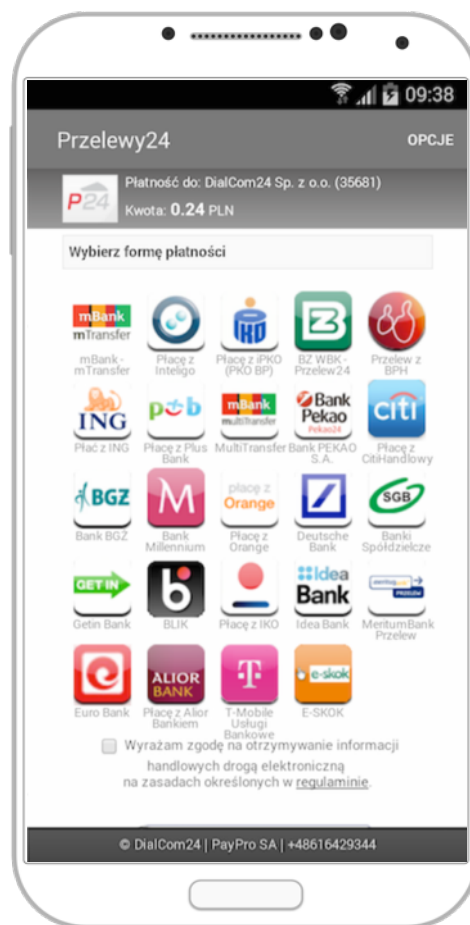 09:38
Przelewy24
OPCJE
P24
Płatność do: DialCom24 Sp. z o.o. (35681)
Kwota: 0.24 PLN
Wybierz formę płatności
mBank
mTransfer
mBank - mTransfer
iKO
Płacę z Inteligo
Płacę z iPKO (PKO BP)
BZ WBK - Przelew24
Przelew z BPH
ING
plusbank
mBank
multiTransfer
Bank Pekao
Pekao24
citi
Płać z ING
Płacę z Plus Bank
MultiTransfer
Bank PEKAO S.A.
Płacę z CitiHandlowy
BGŻ
M
płacę z Orange
SGB
Bank BGŻ
Bank Millennium
Płacę z Orange
Deutsche Bank
Banki Spółdzielcze
GETIN
b
Idea Bank
PRZELEW
Getin Bank
BLIK
Płacę z IKO
Idea Bank
MeritumBank Przelew
e
ALIOR BANK
T
e-skok
Euro Bank
Płacę z Alior Bankiem
T-Mobile Usługi Bankowe
E-SKOK
Wyrażam zgodę na otrzymywanie informacji
handlowych drogą elektroniczną
na zasadach określonych w regulaminie.
© DialCom24 | PayPro SA | +48616429344